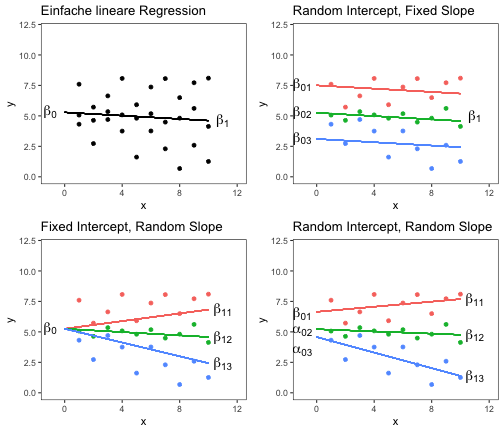 Einfache lineare Regression
12.5
10.0
7.5
5.0
2.5
0.0
y
β0
β1
0 4 8 12
x
Random Intercept, Fixed Slope
12.5
10.0
7.5
5.0
2.5
0.0
y
β01
β02
β03
β1
0 4 8 12
x
Fixed Intercept, Random Slope
12.5
10.0
7.5
5.0
2.5
0.0
y
β0
β11
β12
β13
0 4 8 12
x
Random Intercept, Random Slope
12.5
10.0
7.5
5.0
2.5
0.0
y
β01
α02
α03
β11
β12
β13
0 4 8 12
x